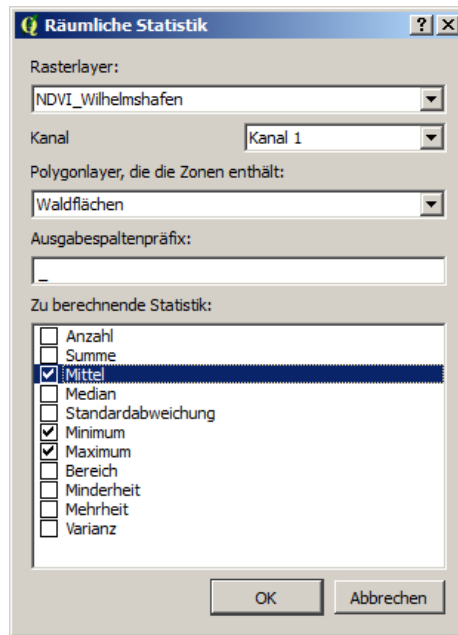 Räumliche Statistik
Rasterlayer:
NDVI_Wilhelmshafen
Kanal Kanal 1
Polygonlayer, die die Zonen enthält:
Waldflächen
Ausgabespaltenpräfix:
_
Zu berechnende Statistik:
Anzahl
Summe
Mittel
Median
Standardabweichung
Minimum
Maximum
Bereich
Minderheit
Mehrheit
Varianz
OK Abbrechen